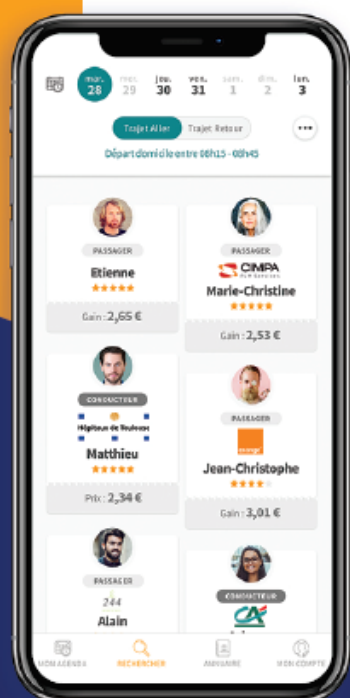 mar. mer. jeu. ven. sam. dim. lun.
28 29 30 31 1 2 3
Trajet Aller Trajet Retour
Départ domicile entre 08h15 - 08h45
PASSAGER
Etienne
Gain : 2,65 €
PASSAGER
CIMPA
PLM SERVICES
Marie-Christine
Gain : 2,53 €
CONDUCTEUR
Hôpitaux de Toulouse
Matthieu
Prix : 2,34 €
PASSAGER
orange
Jean-Christophe
Gain : 3,01 €
PASSAGER
244
Alain
CONDUCTEUR
CA
MON AGENDA RECHERCHER ANNUAIRE MON COMPTE